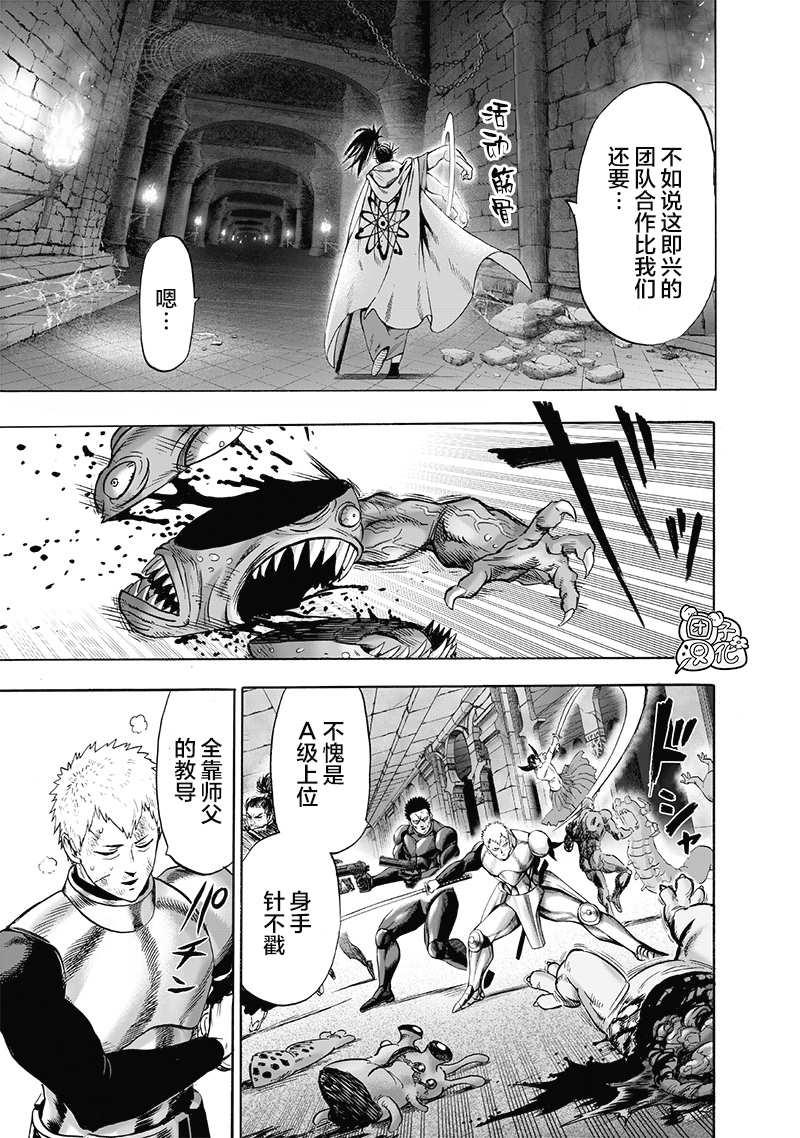 不如说这即兴的
团队合作比我们
还要…
活动筋骨
嗯…
ズバッ
团子化
不愧是
A级上位
身手
针不戳
ドシャ
全靠师父
的教导
パチン